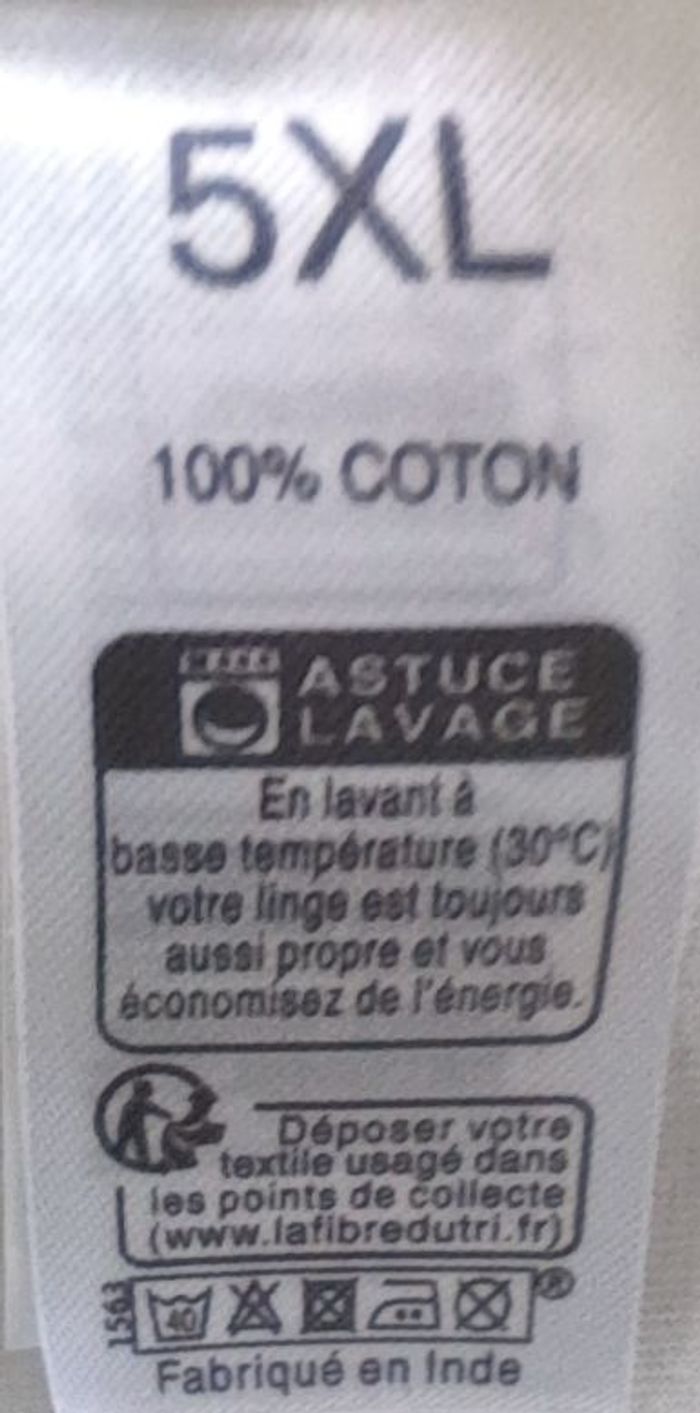 5XL
100% COTON
ASTUCE
LAVAGE
En lavant à
basse température (30°C)
votre linge est toujours
aussi propre et vous
économisez de l'énergie.
Déposer votre
textile usagé dans
les points de collecte
(www.lafibredutri.fr)
1563
40
®
Fabriqué en Inde